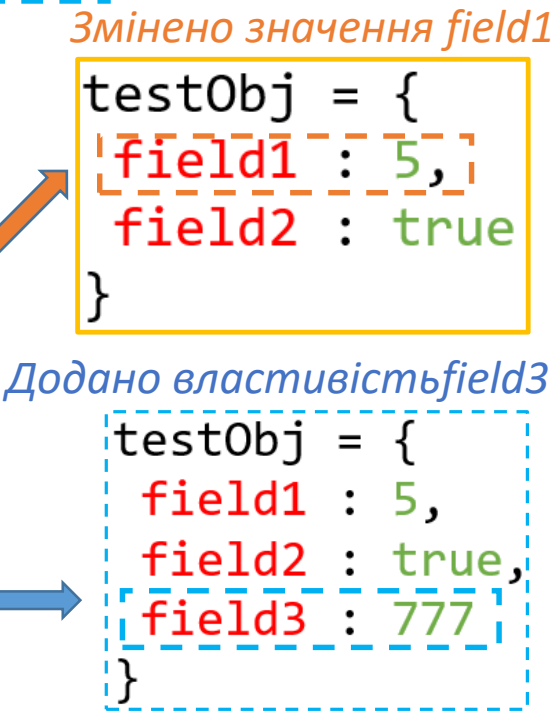 Змінено значення field1
testObj = {
field1 : 5,
field2 : true
}
Додано властивістьfield3
testObj = {
field1 : 5,
field2 : true,
field3 : 777
}